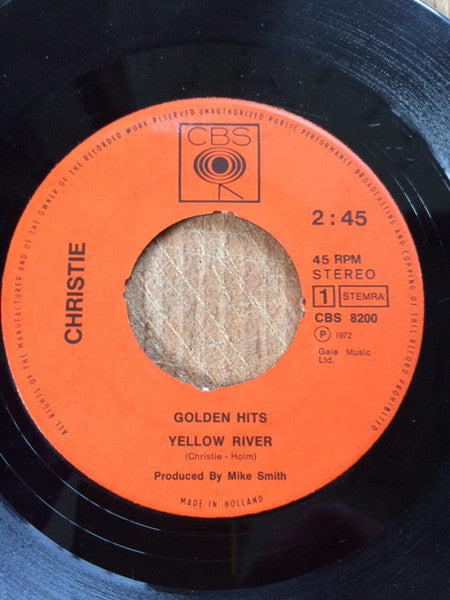 ALL RIGHTS OF THE MANUFACTURER AND OF THE OWNER OF THE RECORDED WORK RESERVED UNAUTHORIZED PUBLIC PERFORMANCE BROADCASTING AND COPYING OF THIS RECORD PROHIBITED
CBS
2:45
45 RPM
STEREO
1 STEMRA
CBS 8200
Ⓟ 1972
Gale Music
Ltd.
CHRISTIE
GOLDEN HITS
YELLOW RIVER
(Christie - Holm)
Produced By Mike Smith
MADE IN HOLLAND